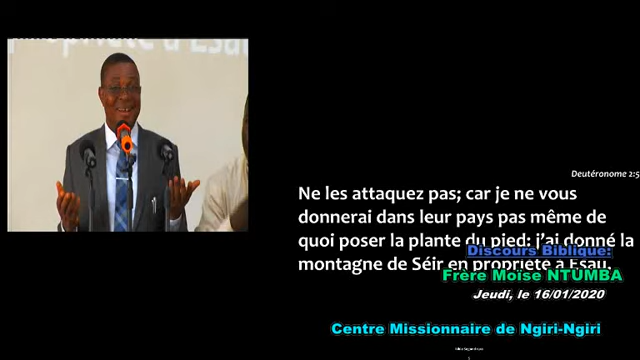 Deutéronome 2:5
Ne les attaquez pas; car je ne vous
donnerai dans leur pays pas même de
quoi poser la plante du pied: j'ai donné la
montagne de Séir en propriété à Esaü.
Discours Biblique:
Frère Moïse NTUMBA
Jeudi, le 16/01/2020
Centre Missionnaire de Ngiri-Ngiri